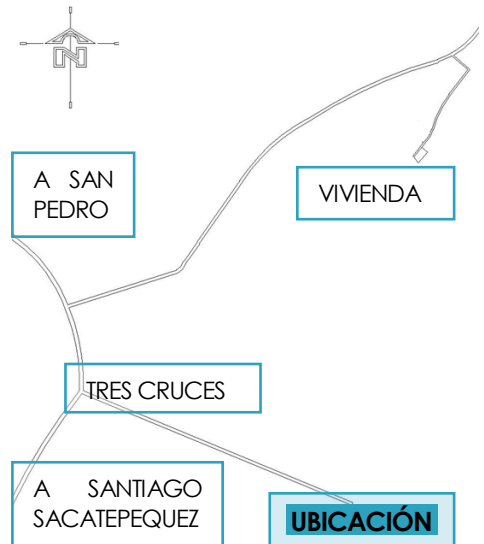 N
A SAN
PEDRO
VIVIENDA
TRES CRUCES
A SANTIAGO
SACATEPEQUEZ
UBICACIÓN